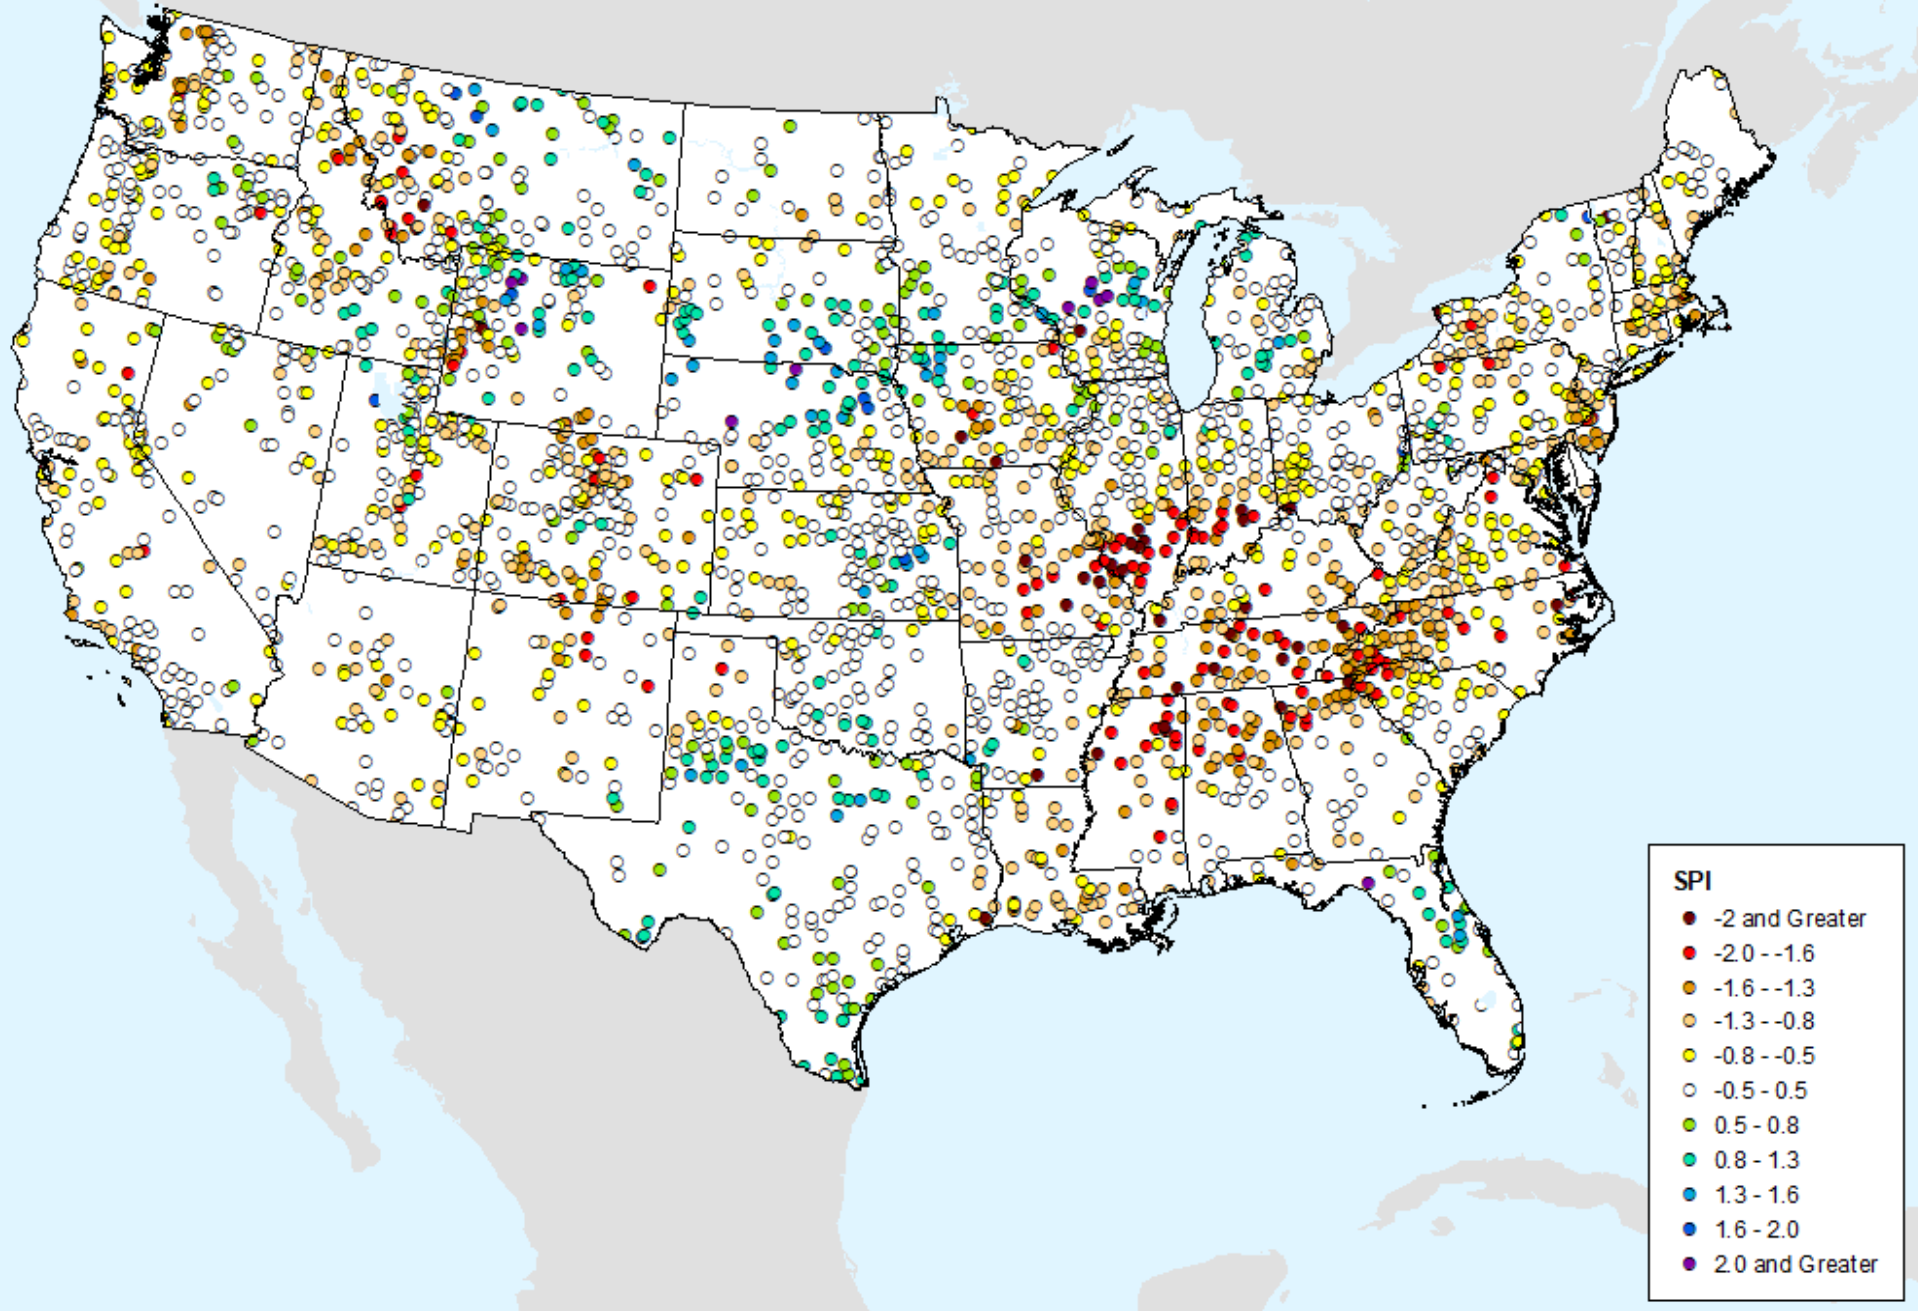 SPI
-2 and Greater
-2.0 - -1.6
-1.6 - -1.3
-1.3 - -0.8
-0.8 - -0.5
-0.5 - 0.5
0.5 - 0.8
0.8 - 1.3
1.3 - 1.6
1.6 - 2.0
2.0 and Greater